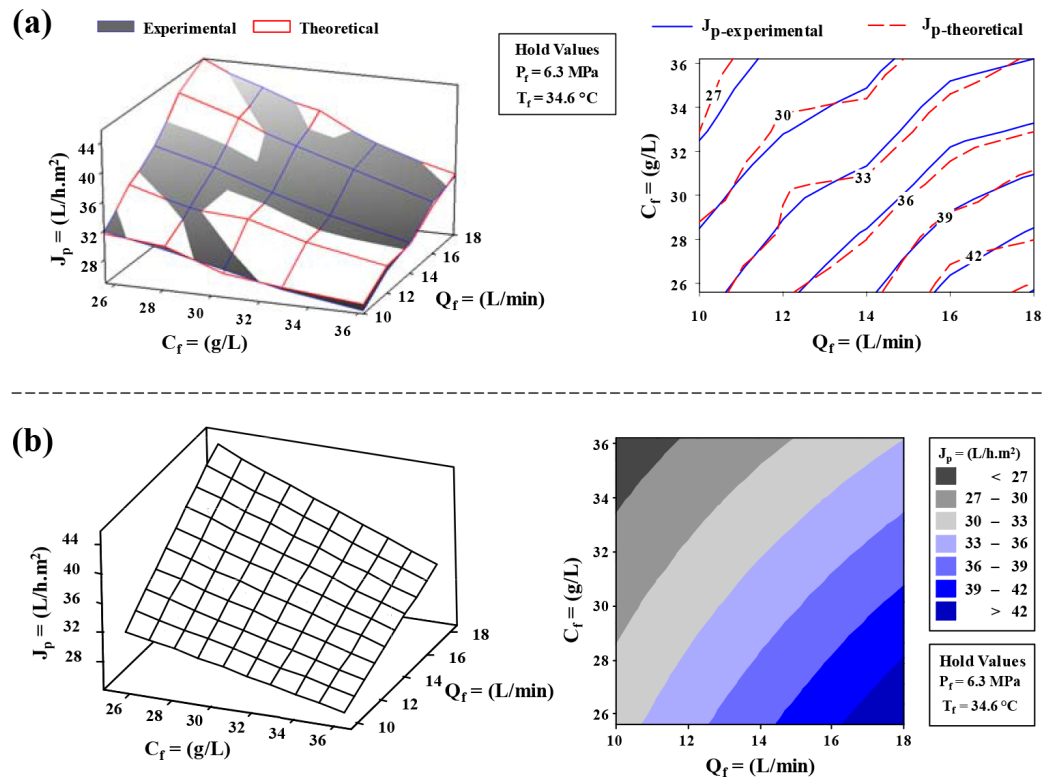 (a)
Experimental Theoretical
Hold Values
P_f = 6.3 MPa
T_f = 34.6 °C
J_p = (L/h.m²)
44
40
36
32
28
26 28 30 32 34 36
C_f = (g/L)
10 12 14 16 18
Q_f = (L/min)
J_p-experimental J_p-theoretical
C_f = (g/L)
36
34
32
30
28
26
27
30
33
36
39
42
10 12 14 16 18
Q_f = (L/min)
(b)
J_p = (L/h.m²)
44
40
36
32
28
26 28 30 32 34 36
C_f = (g/L)
10 12 14 16 18
Q_f = (L/min)
C_f = (g/L)
36
34
32
30
28
26
10 12 14 16 18
Q_f = (L/min)
J_p = (L/h.m²)
< 27
27 – 30
30 – 33
33 – 36
36 – 39
39 – 42
> 42
Hold Values
P_f = 6.3 MPa
T_f = 34.6 °C